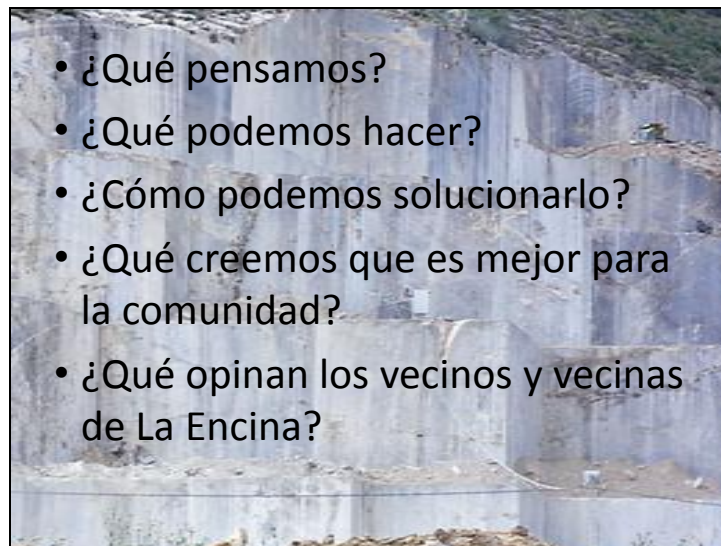 • ¿Qué pensamos?
• ¿Qué podemos hacer?
• ¿Cómo podemos solucionarlo?
• ¿Qué creemos que es mejor para
la comunidad?
• ¿Qué opinan los vecinos y vecinas
de La Encina?